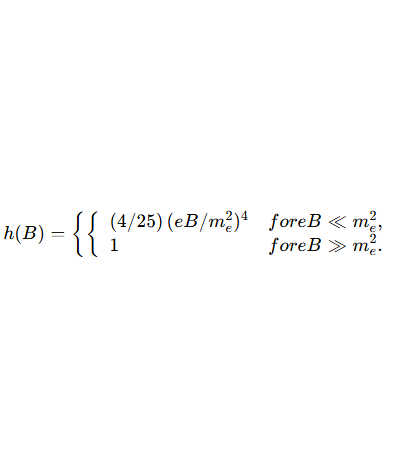 h(B) = { { (4/25) (eB/m_e^2)^4 foreB ≪ m_e^2,
1 foreB ≫ m_e^2.